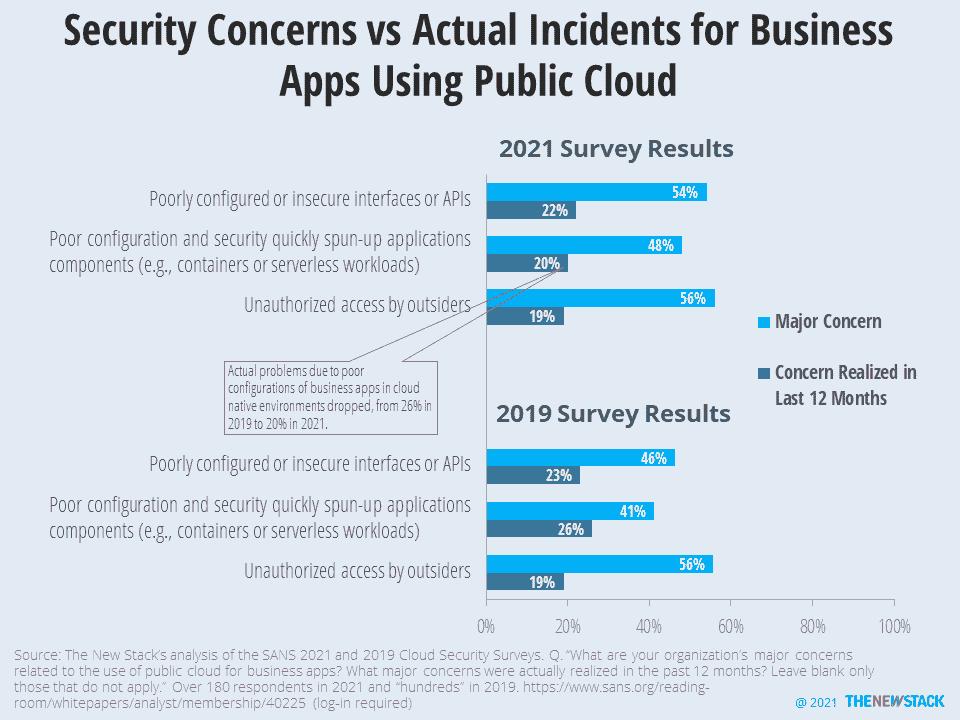 Security Concerns vs Actual Incidents for Business
Apps Using Public Cloud
2021 Survey Results
Poorly configured or insecure interfaces or APIs
54%
22%
Poor configuration and security quickly spun-up applications
components (e.g., containers or serverless workloads)
48%
20%
Unauthorized access by outsiders
56%
19%
Major Concern
Concern Realized in
Last 12 Months
Actual problems due to poor
configurations of business apps in cloud
native environments dropped, from 26% in
2019 to 20% in 2021.
2019 Survey Results
Poorly configured or insecure interfaces or APIs
46%
23%
Poor configuration and security quickly spun-up applications
components (e.g., containers or serverless workloads)
41%
26%
Unauthorized access by outsiders
56%
19%
0% 20% 40% 60% 80% 100%
Source: The New Stack’s analysis of the SANS 2021 and 2019 Cloud Security Surveys. Q. “What are your organization’s major concerns
related to the use of public cloud for business apps? What major concerns were actually realized in the past 12 months? Leave blank only
those that do not apply.” Over 180 respondents in 2021 and “hundreds” in 2019. https://www.sans.org/reading-
room/whitepapers/analyst/membership/40225 (log-in required)
@ 2021 THENEWSTACK